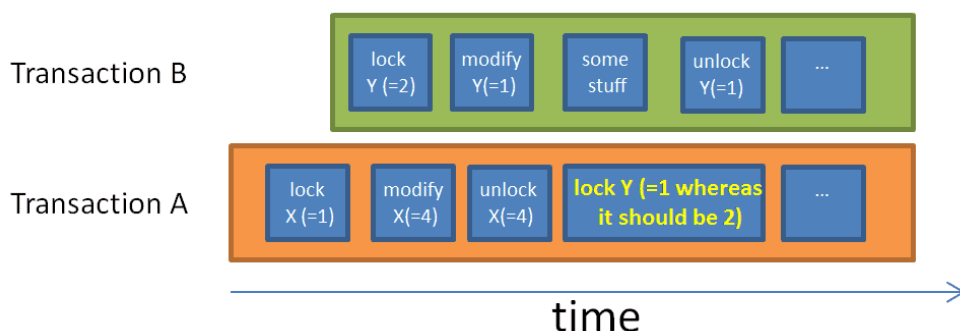 Transaction B
lock
Y (=2)
modify
Y(=1)
some
stuff
unlock
Y(=1)
...
Transaction A
lock
X (=1)
modify
X(=4)
unlock
X(=4)
lock Y (=1 whereas
it should be 2)
...
time